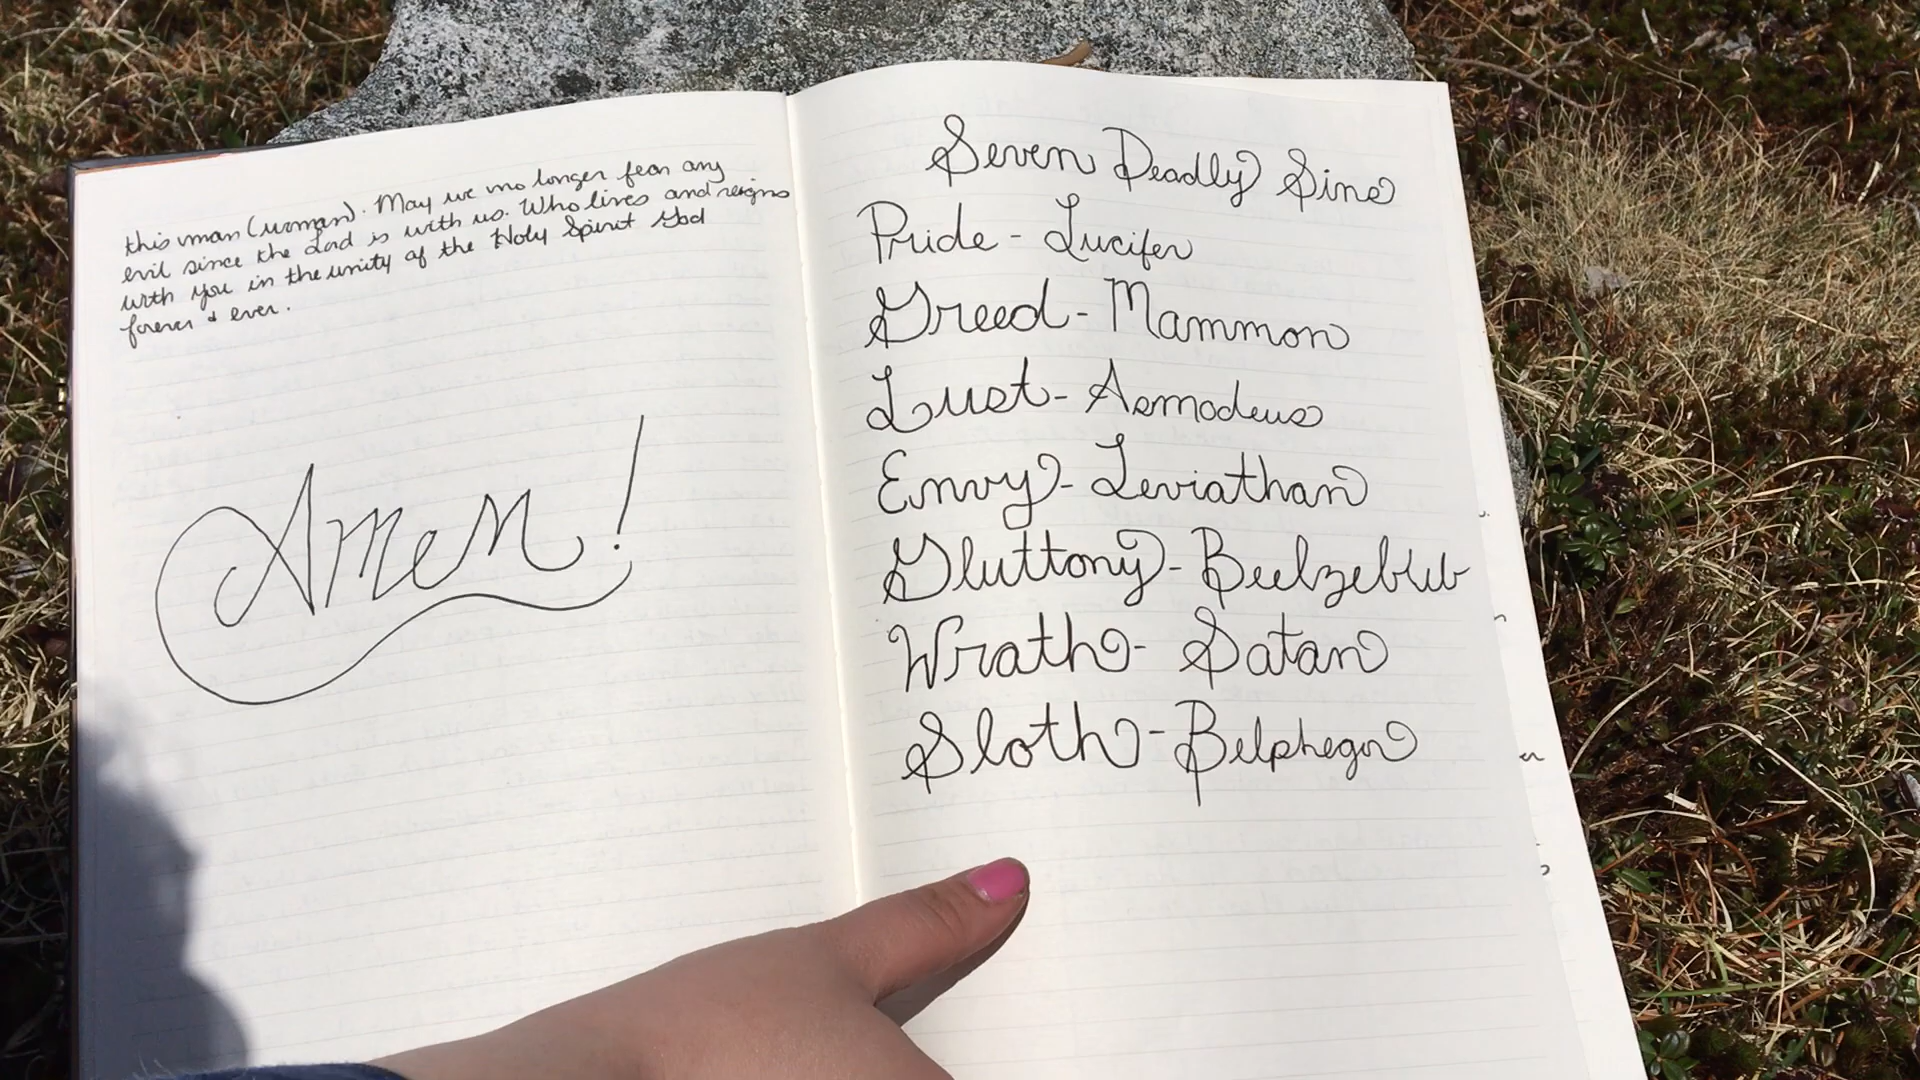 this man (woman). May we no longer fear any
evil since the Lord is with us. Who lives and reigns
with you in the unity of the Holy Spirit God
forever & ever.
Amen!
Seven Deadly Sins
Pride - Lucifer
Greed - Mammon
Lust - Asmodeus
Envy - Leviathan
Gluttony - Beelzebub
Wrath - Satan
Sloth - Belphegor